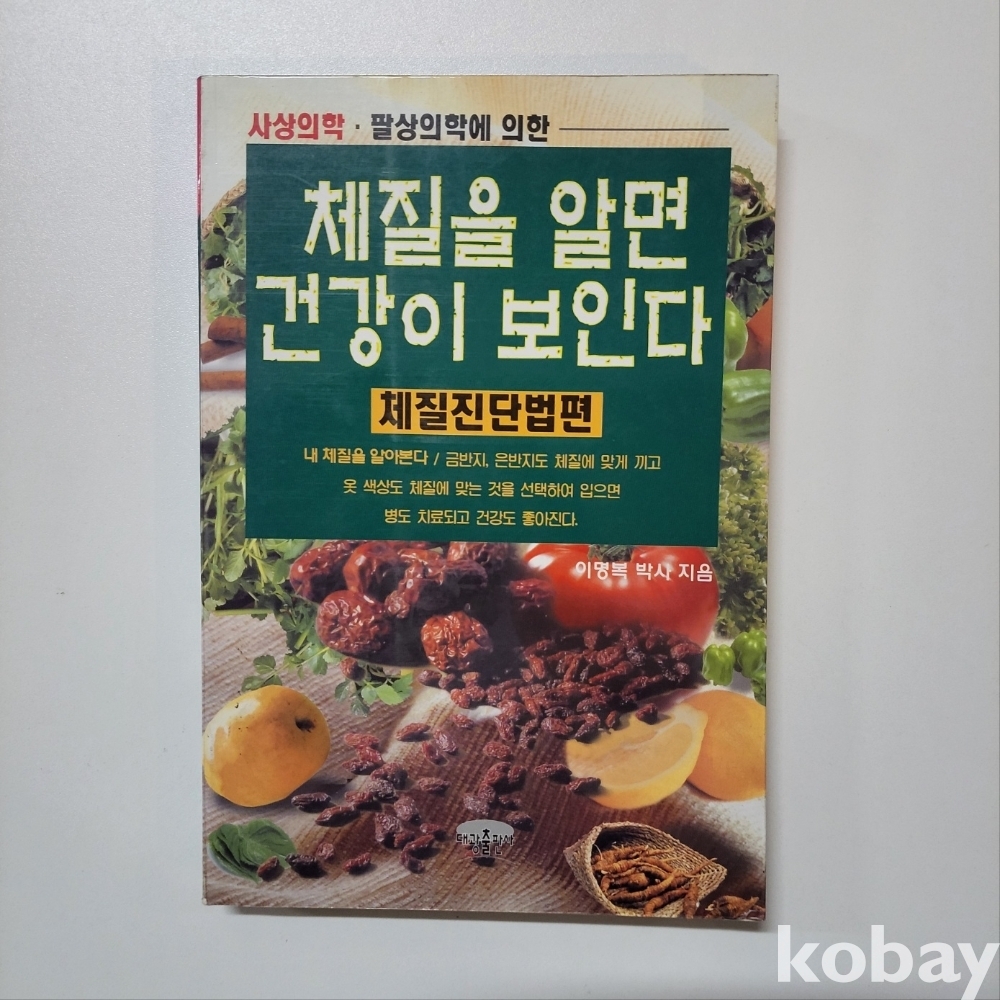 사상의학 · 팔상의학에 의한
체질을 알면
건강이 보인다
체질진단법편
내 체질을 알아본다 / 금반지, 은반지도 체질에 맞게 끼고
옷 색상도 체질에 맞는 것을 선택하여 입으면
병도 치료되고 건강도 좋아진다.
이명복 박사 지음
대광출판사
kobay